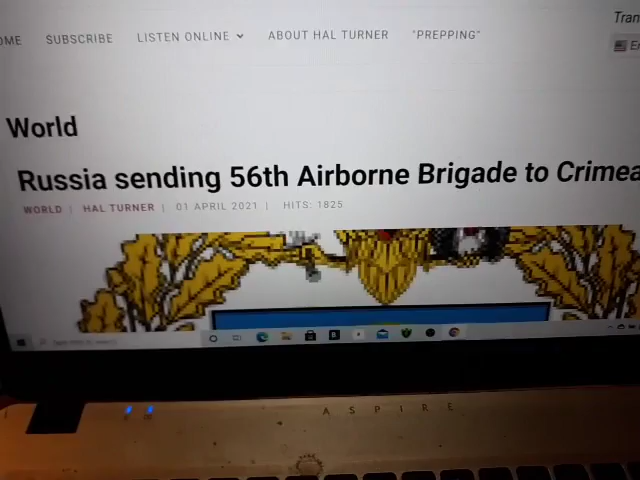 Tran
OME SUBSCRIBE LISTEN ONLINE ABOUT HAL TURNER "PREPPING"
En
World
Russia sending 56th Airborne Brigade to Crimea
WORLD | HAL TURNER | 01 APRIL 2021 | HITS: 1825
ASPIRE